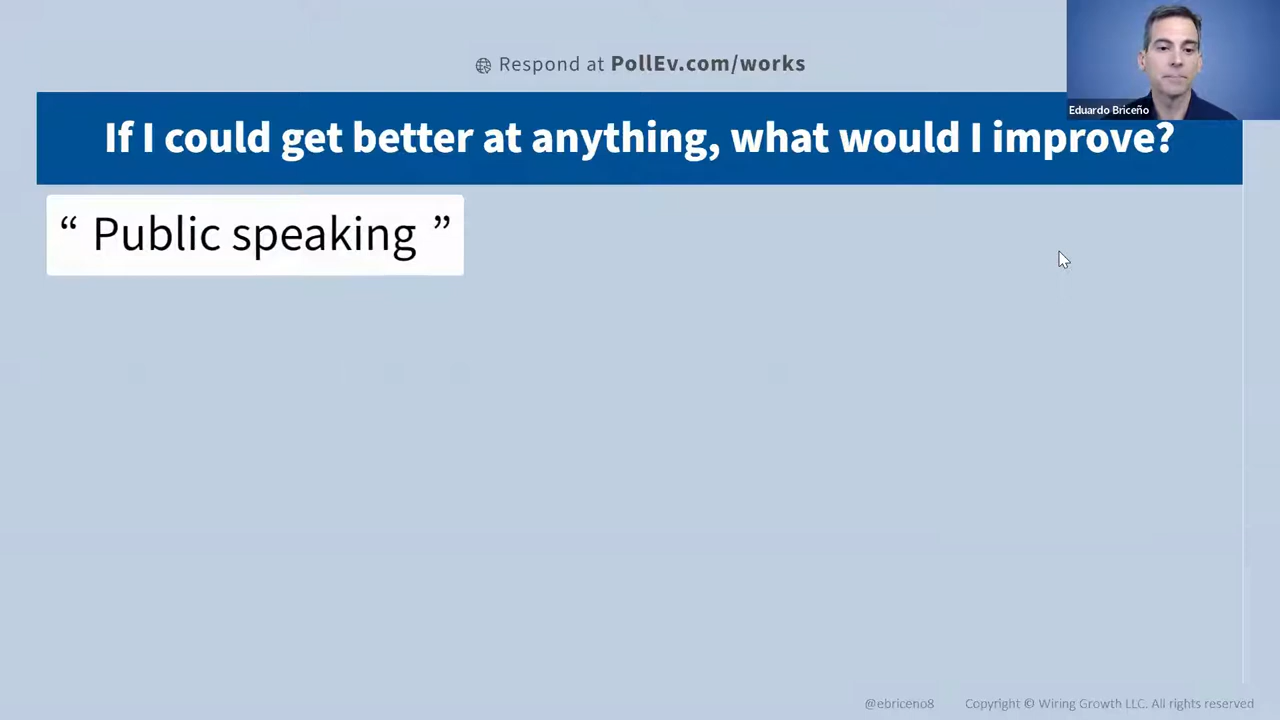 Respond at PollEv.com/works
Eduardo Briceño
If I could get better at anything, what would I improve?
“ Public speaking ”
@ebriceno8 Copyright © Wiring Growth LLC. All rights reserved